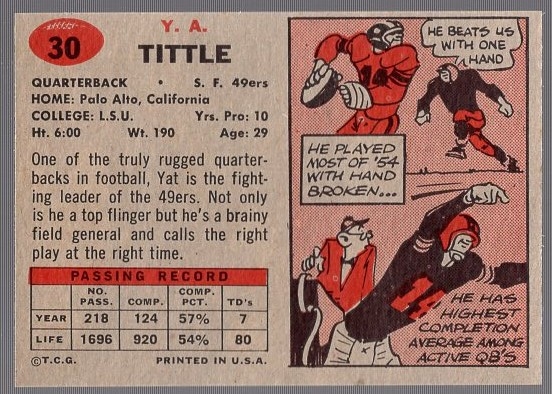 30
Y. A.
TITTLE
QUARTERBACK • S. F. 49ers
HOME: Palo Alto, California
COLLEGE: L.S.U. Yrs. Pro: 10
Ht. 6:00 Wt. 190 Age: 29
One of the truly rugged quarter-
backs in football, Yat is the fight-
ing leader of the 49ers. Not only
is he a top flinger but he's a brainy
field general and calls the right
play at the right time.
PASSING RECORD
NO. PASS. COMP. COMP. PCT. TD's
YEAR 218 124 57% 7
LIFE 1696 920 54% 80
©T.C.G. PRINTED IN U.S.A.
14
HE BEATS US
WITH ONE
HAND
HE PLAYED
MOST OF '54
WITH HAND
BROKEN...
14
HE HAS
HIGHEST
COMPLETION
AVERAGE AMONG
ACTIVE QB'S